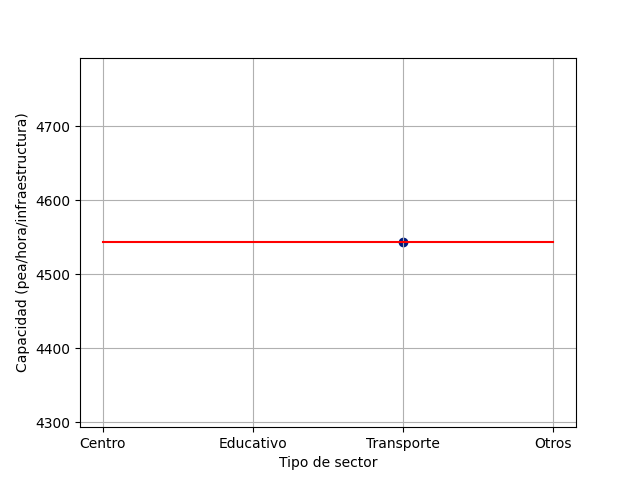 Capacidad (pea/hora/infraestructura)
4700
4600
4500
4400
4300
Centro
Educativo
Transporte
Otros
Tipo de sector